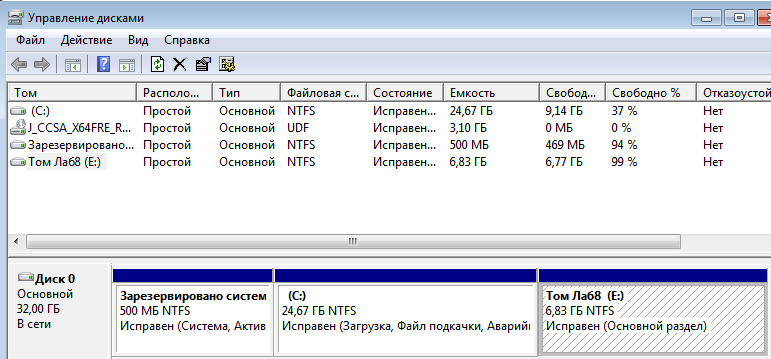 Управление дисками
Файл Действие Вид Справка
Том Располо... Тип Файловая с... Состояние Емкость Свобод... Свободно % Отказоустой
(C:) Простой Основной NTFS Исправен... 24,67 ГБ 9,14 ГБ 37 % Нет
J_CCSA_X64FRE_R... Простой Основной UDF Исправен... 3,10 ГБ 0 МБ 0 % Нет
Зарезервировано... Простой Основной NTFS Исправен... 500 МБ 469 МБ 94 % Нет
Том Лаб8 (E:) Простой Основной NTFS Исправен... 6,83 ГБ 6,77 ГБ 99 % Нет
Диск 0
Основной
32,00 ГБ
В сети
Зарезервировано систем
500 МБ NTFS
Исправен (Система, Актив
(C:)
24,67 ГБ NTFS
Исправен (Загрузка, Файл подкачки, Аварийн
Том Лаб8 (E:)
6,83 ГБ NTFS
Исправен (Основной раздел)